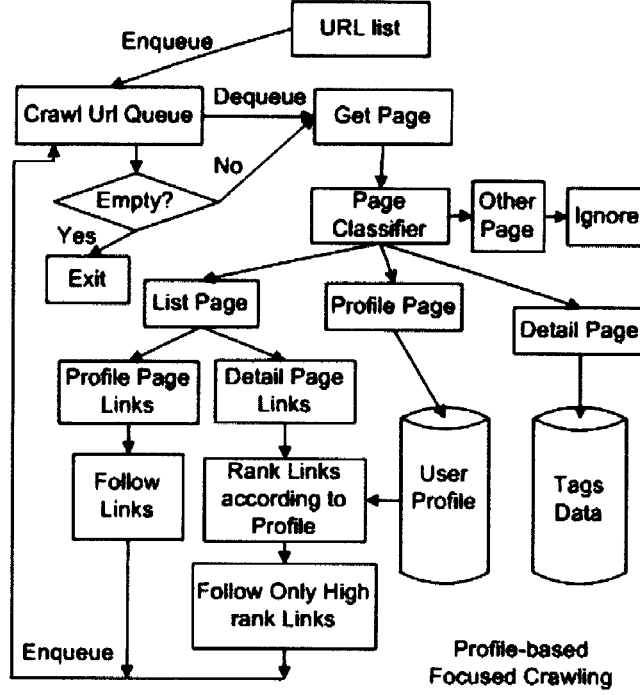 URL list
Enqueue
Crawl Url Queue
Dequeue
Get Page
No
Empty?
Yes
Exit
Page
Classifier
Other
Page
Ignore
List Page
Profile Page
Detail Page
Profile Page
Links
Detail Page
Links
Follow
Links
Rank Links
according to
Profile
User
Profile
Tags
Data
Follow Only High
rank Links
Enqueue
Profile-based
Focused Crawling